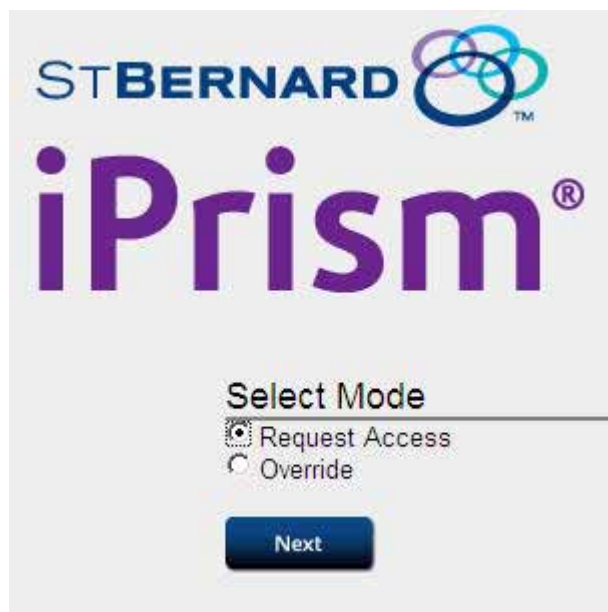 STBERNARD TM
iPrism®
Select Mode
Request Access
Override
Next